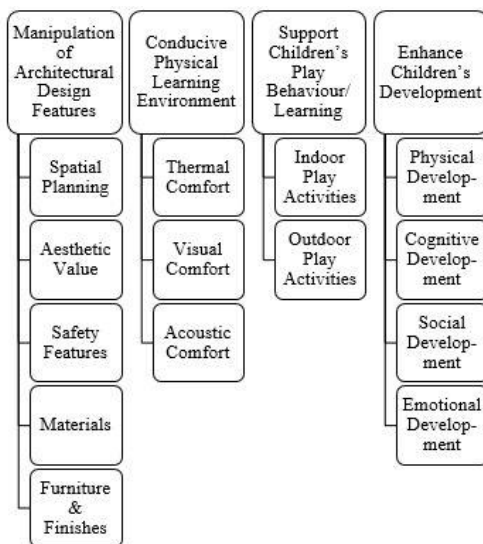 Manipulation
of
Architectural
Design
Features
Spatial
Planning
Aesthetic
Value
Safety
Features
Materials
Furniture
&
Finishes
Conducive
Physical
Learning
Environment
Thermal
Comfort
Visual
Comfort
Acoustic
Comfort
Support
Children's
Play
Behaviour/
Learning
Indoor
Play
Activities
Outdoor
Play
Activities
Enhance
Children's
Development
Physical
Develop-
ment
Cognitive
Develop-
ment
Social
Develop-
ment
Emotional
Develop-
ment